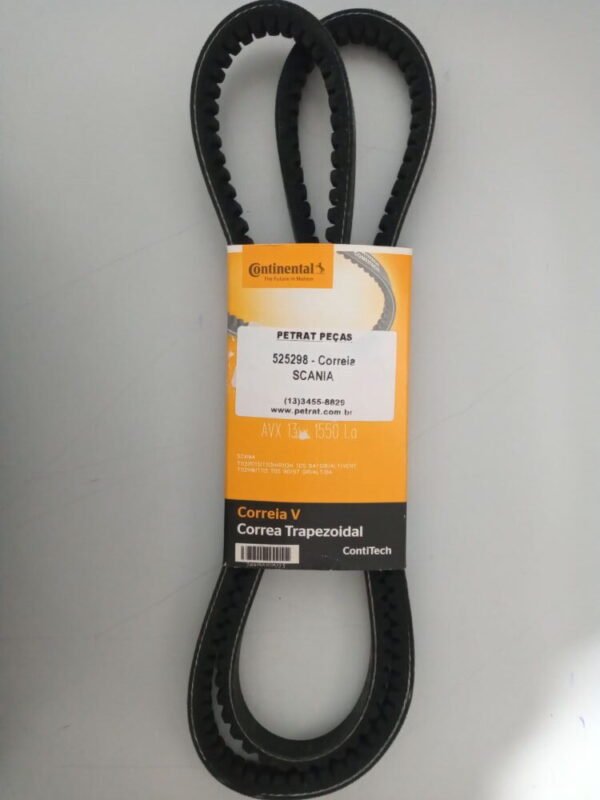 Continental
The Future in Motion
PETRAT PEÇAS
525298 - Correia
SCANIA
(13)3455-8829
www.petrat.com.br
AVX 13x 1550 La
SCANIA
Correia V
Correa Trapezoidal
ContiTech